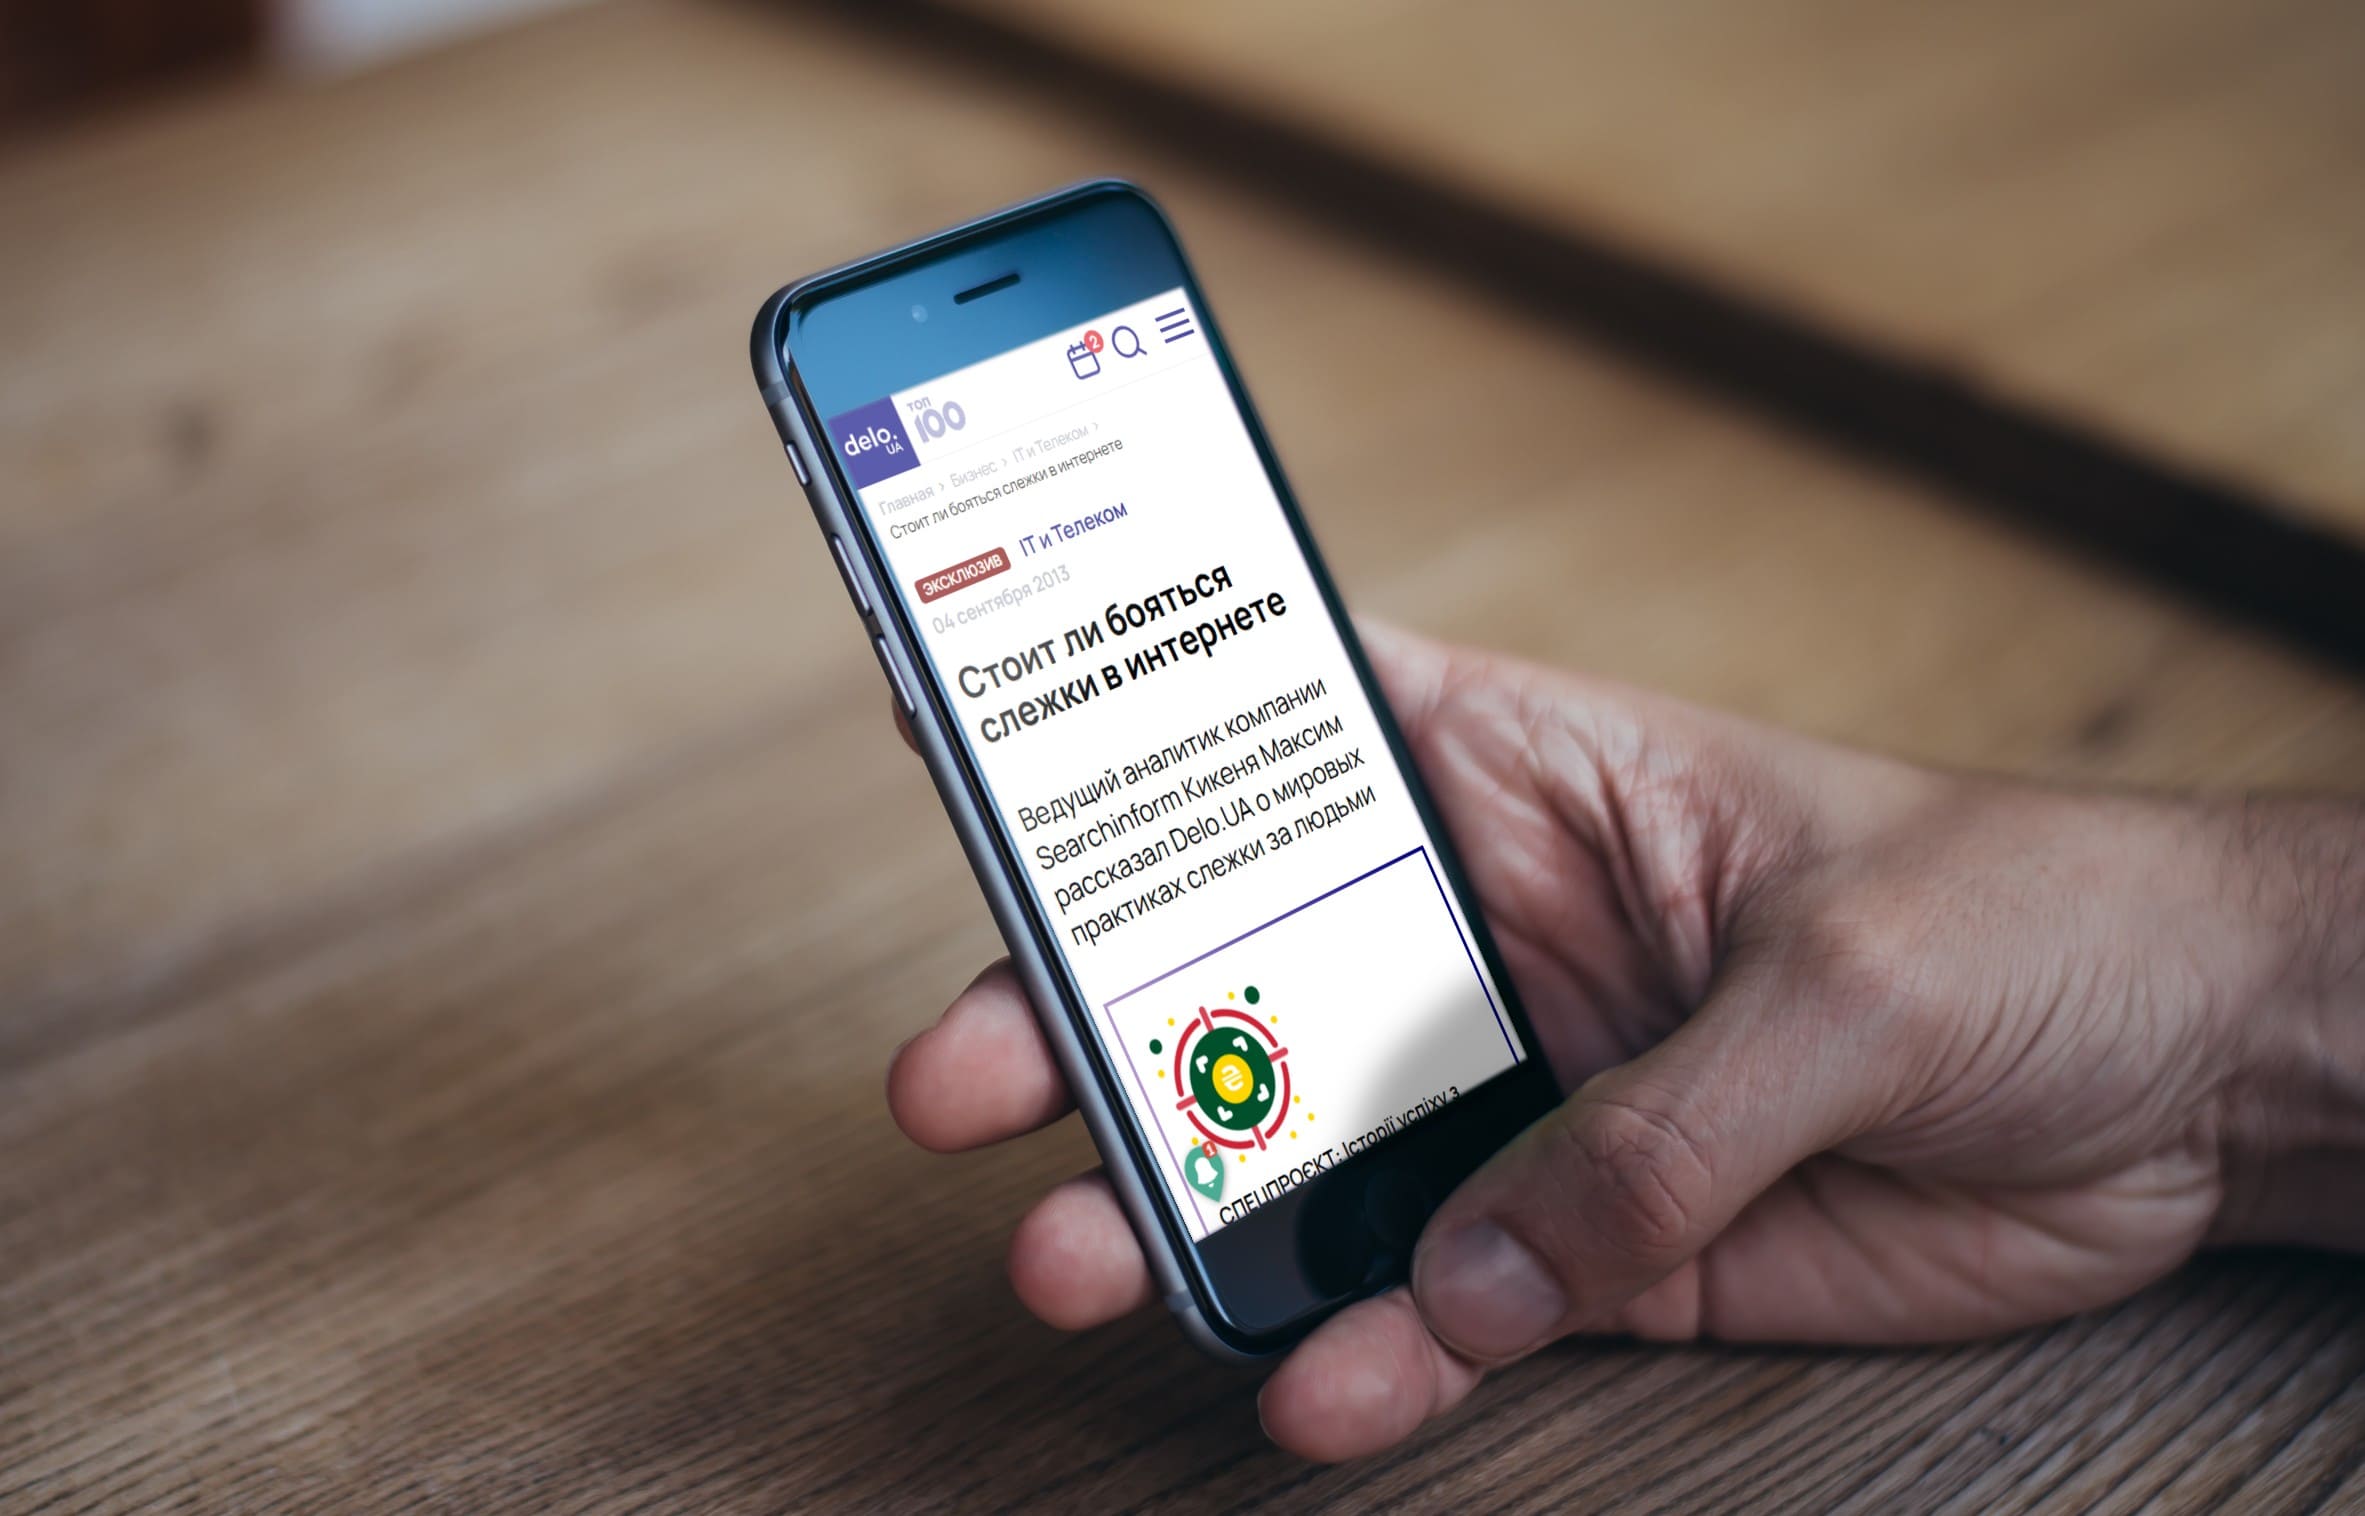 2
delo.
UA
ТОП
100
Главная › Бизнес › IT и Телеком ›
Стоит ли бояться слежки в интернете
ЭКСКЛЮЗИВ IT и Телеком
04 сентября 2013
Стоит ли бояться
слежки в интернете
Ведущий аналитик компании
Searchinform Кикеня Максим
рассказал Delo.UA о мировых
практиках слежки за людьми
₴
1
СПЕЦПРОЄКТ: Історії успіху з